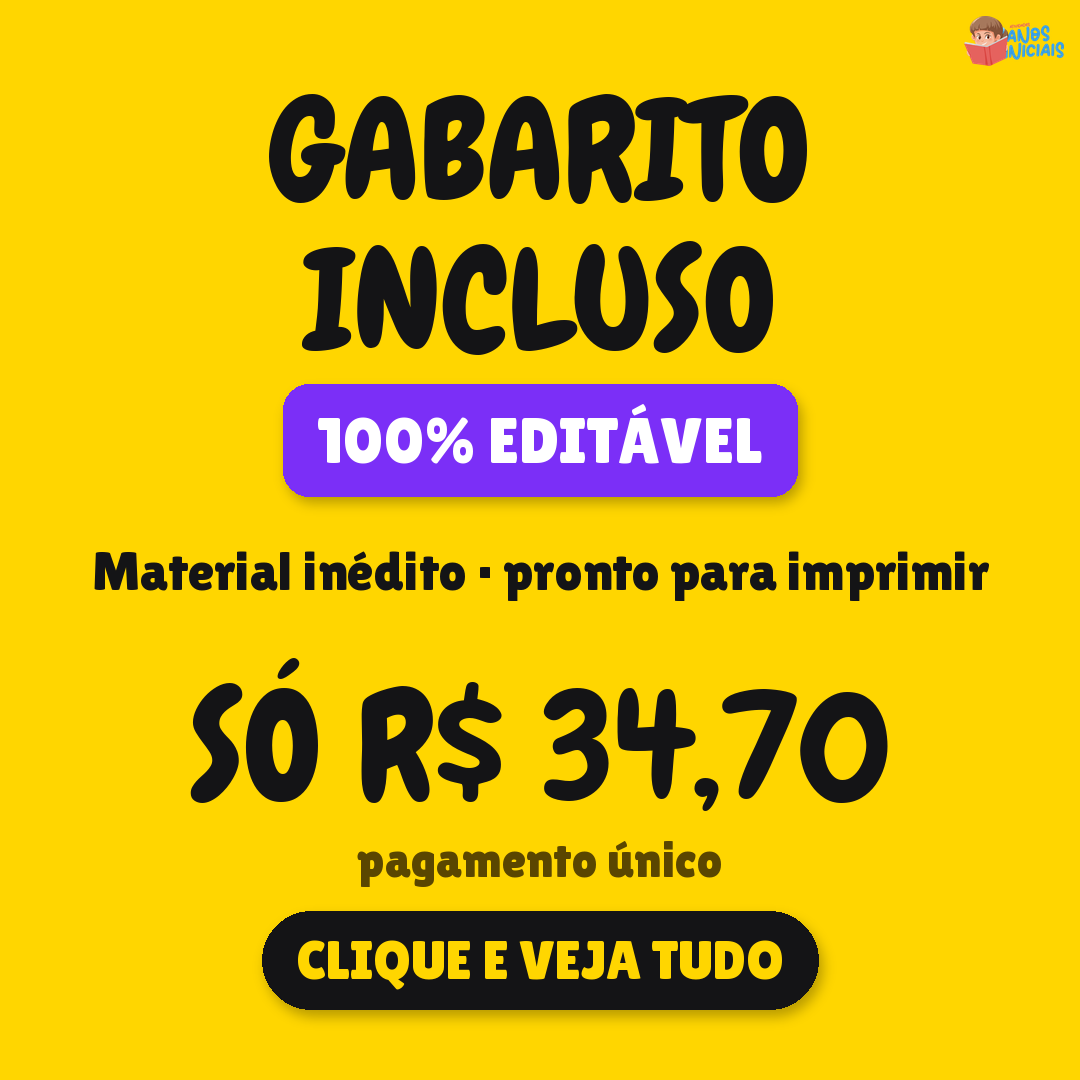 ANOS
INICIAIS
GABARITO
INCLUSO
100% EDITÁVEL
Material inédito · pronto para imprimir
SÓ R$ 34,70
pagamento único
CLIQUE E VEJA TUDO